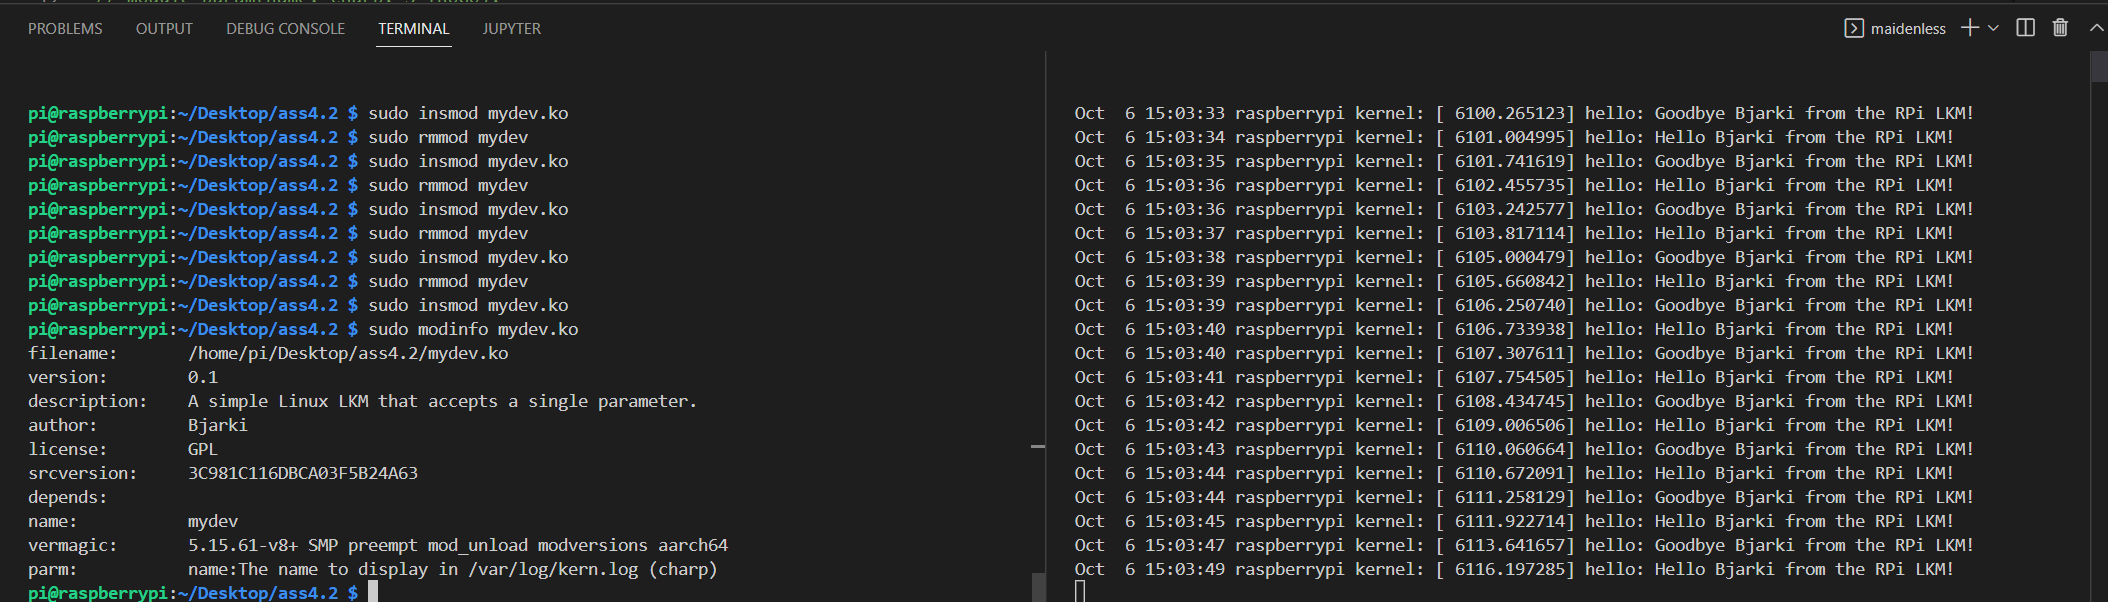 PROBLEMS OUTPUT DEBUG CONSOLE TERMINAL JUPYTER maidenless
pi@raspberrypi:~/Desktop/ass4.2 $ sudo insmod mydev.ko
pi@raspberrypi:~/Desktop/ass4.2 $ sudo rmmod mydev
pi@raspberrypi:~/Desktop/ass4.2 $ sudo insmod mydev.ko
pi@raspberrypi:~/Desktop/ass4.2 $ sudo rmmod mydev
pi@raspberrypi:~/Desktop/ass4.2 $ sudo insmod mydev.ko
pi@raspberrypi:~/Desktop/ass4.2 $ sudo rmmod mydev
pi@raspberrypi:~/Desktop/ass4.2 $ sudo insmod mydev.ko
pi@raspberrypi:~/Desktop/ass4.2 $ sudo rmmod mydev
pi@raspberrypi:~/Desktop/ass4.2 $ sudo insmod mydev.ko
pi@raspberrypi:~/Desktop/ass4.2 $ sudo modinfo mydev.ko
filename:       /home/pi/Desktop/ass4.2/mydev.ko
version:        0.1
description:    A simple Linux LKM that accepts a single parameter.
author:         Bjarki
license:        GPL
srcversion:     3C981C116DBCA03F5B24A63
depends:
name:           mydev
vermagic:       5.15.61-v8+ SMP preempt mod_unload modversions aarch64
parm:           name:The name to display in /var/log/kern.log (charp)
pi@raspberrypi:~/Desktop/ass4.2 $
Oct  6 15:03:33 raspberrypi kernel: [ 6100.265123] hello: Goodbye Bjarki from the RPi LKM!
Oct  6 15:03:34 raspberrypi kernel: [ 6101.004995] hello: Hello Bjarki from the RPi LKM!
Oct  6 15:03:35 raspberrypi kernel: [ 6101.741619] hello: Goodbye Bjarki from the RPi LKM!
Oct  6 15:03:36 raspberrypi kernel: [ 6102.455735] hello: Hello Bjarki from the RPi LKM!
Oct  6 15:03:36 raspberrypi kernel: [ 6103.242577] hello: Goodbye Bjarki from the RPi LKM!
Oct  6 15:03:37 raspberrypi kernel: [ 6103.817114] hello: Hello Bjarki from the RPi LKM!
Oct  6 15:03:38 raspberrypi kernel: [ 6105.000479] hello: Goodbye Bjarki from the RPi LKM!
Oct  6 15:03:39 raspberrypi kernel: [ 6105.660842] hello: Hello Bjarki from the RPi LKM!
Oct  6 15:03:39 raspberrypi kernel: [ 6106.250740] hello: Goodbye Bjarki from the RPi LKM!
Oct  6 15:03:40 raspberrypi kernel: [ 6106.733938] hello: Hello Bjarki from the RPi LKM!
Oct  6 15:03:40 raspberrypi kernel: [ 6107.307611] hello: Goodbye Bjarki from the RPi LKM!
Oct  6 15:03:41 raspberrypi kernel: [ 6107.754505] hello: Hello Bjarki from the RPi LKM!
Oct  6 15:03:42 raspberrypi kernel: [ 6108.434745] hello: Goodbye Bjarki from the RPi LKM!
Oct  6 15:03:42 raspberrypi kernel: [ 6109.006506] hello: Hello Bjarki from the RPi LKM!
Oct  6 15:03:43 raspberrypi kernel: [ 6110.060664] hello: Goodbye Bjarki from the RPi LKM!
Oct  6 15:03:44 raspberrypi kernel: [ 6110.672091] hello: Hello Bjarki from the RPi LKM!
Oct  6 15:03:44 raspberrypi kernel: [ 6111.258129] hello: Goodbye Bjarki from the RPi LKM!
Oct  6 15:03:45 raspberrypi kernel: [ 6111.922714] hello: Hello Bjarki from the RPi LKM!
Oct  6 15:03:47 raspberrypi kernel: [ 6113.641657] hello: Goodbye Bjarki from the RPi LKM!
Oct  6 15:03:49 raspberrypi kernel: [ 6116.197285] hello: Hello Bjarki from the RPi LKM!